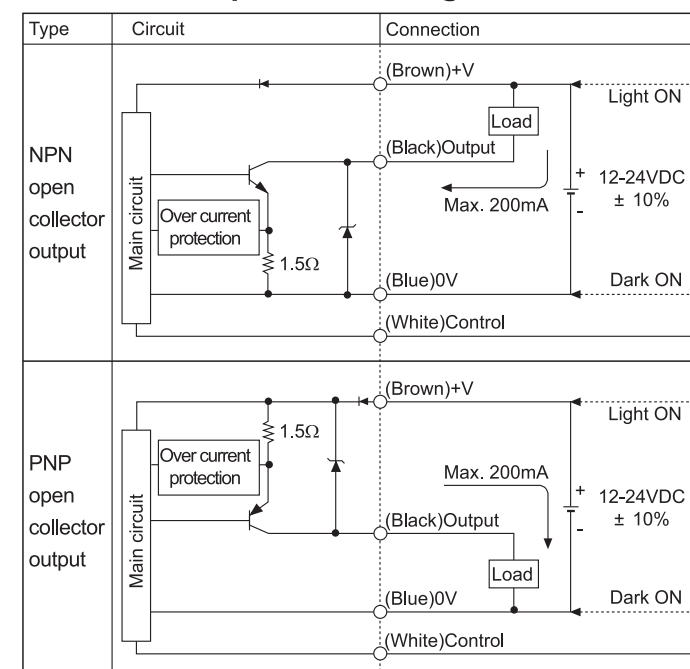 Type Circuit Connection
NPN
open
collector
output
Main circuit
Over current
protection
1.5Ω
(Brown)+V
Load
(Black)Output
Max. 200mA
(Blue)0V
(White)Control
Light ON
+
12-24VDC
± 10%
-
Dark ON
PNP
open
collector
output
Main circuit
1.5Ω
Over current
protection
(Brown)+V
Max. 200mA
(Black)Output
Load
(Blue)0V
(White)Control
Light ON
+
12-24VDC
± 10%
-
Dark ON